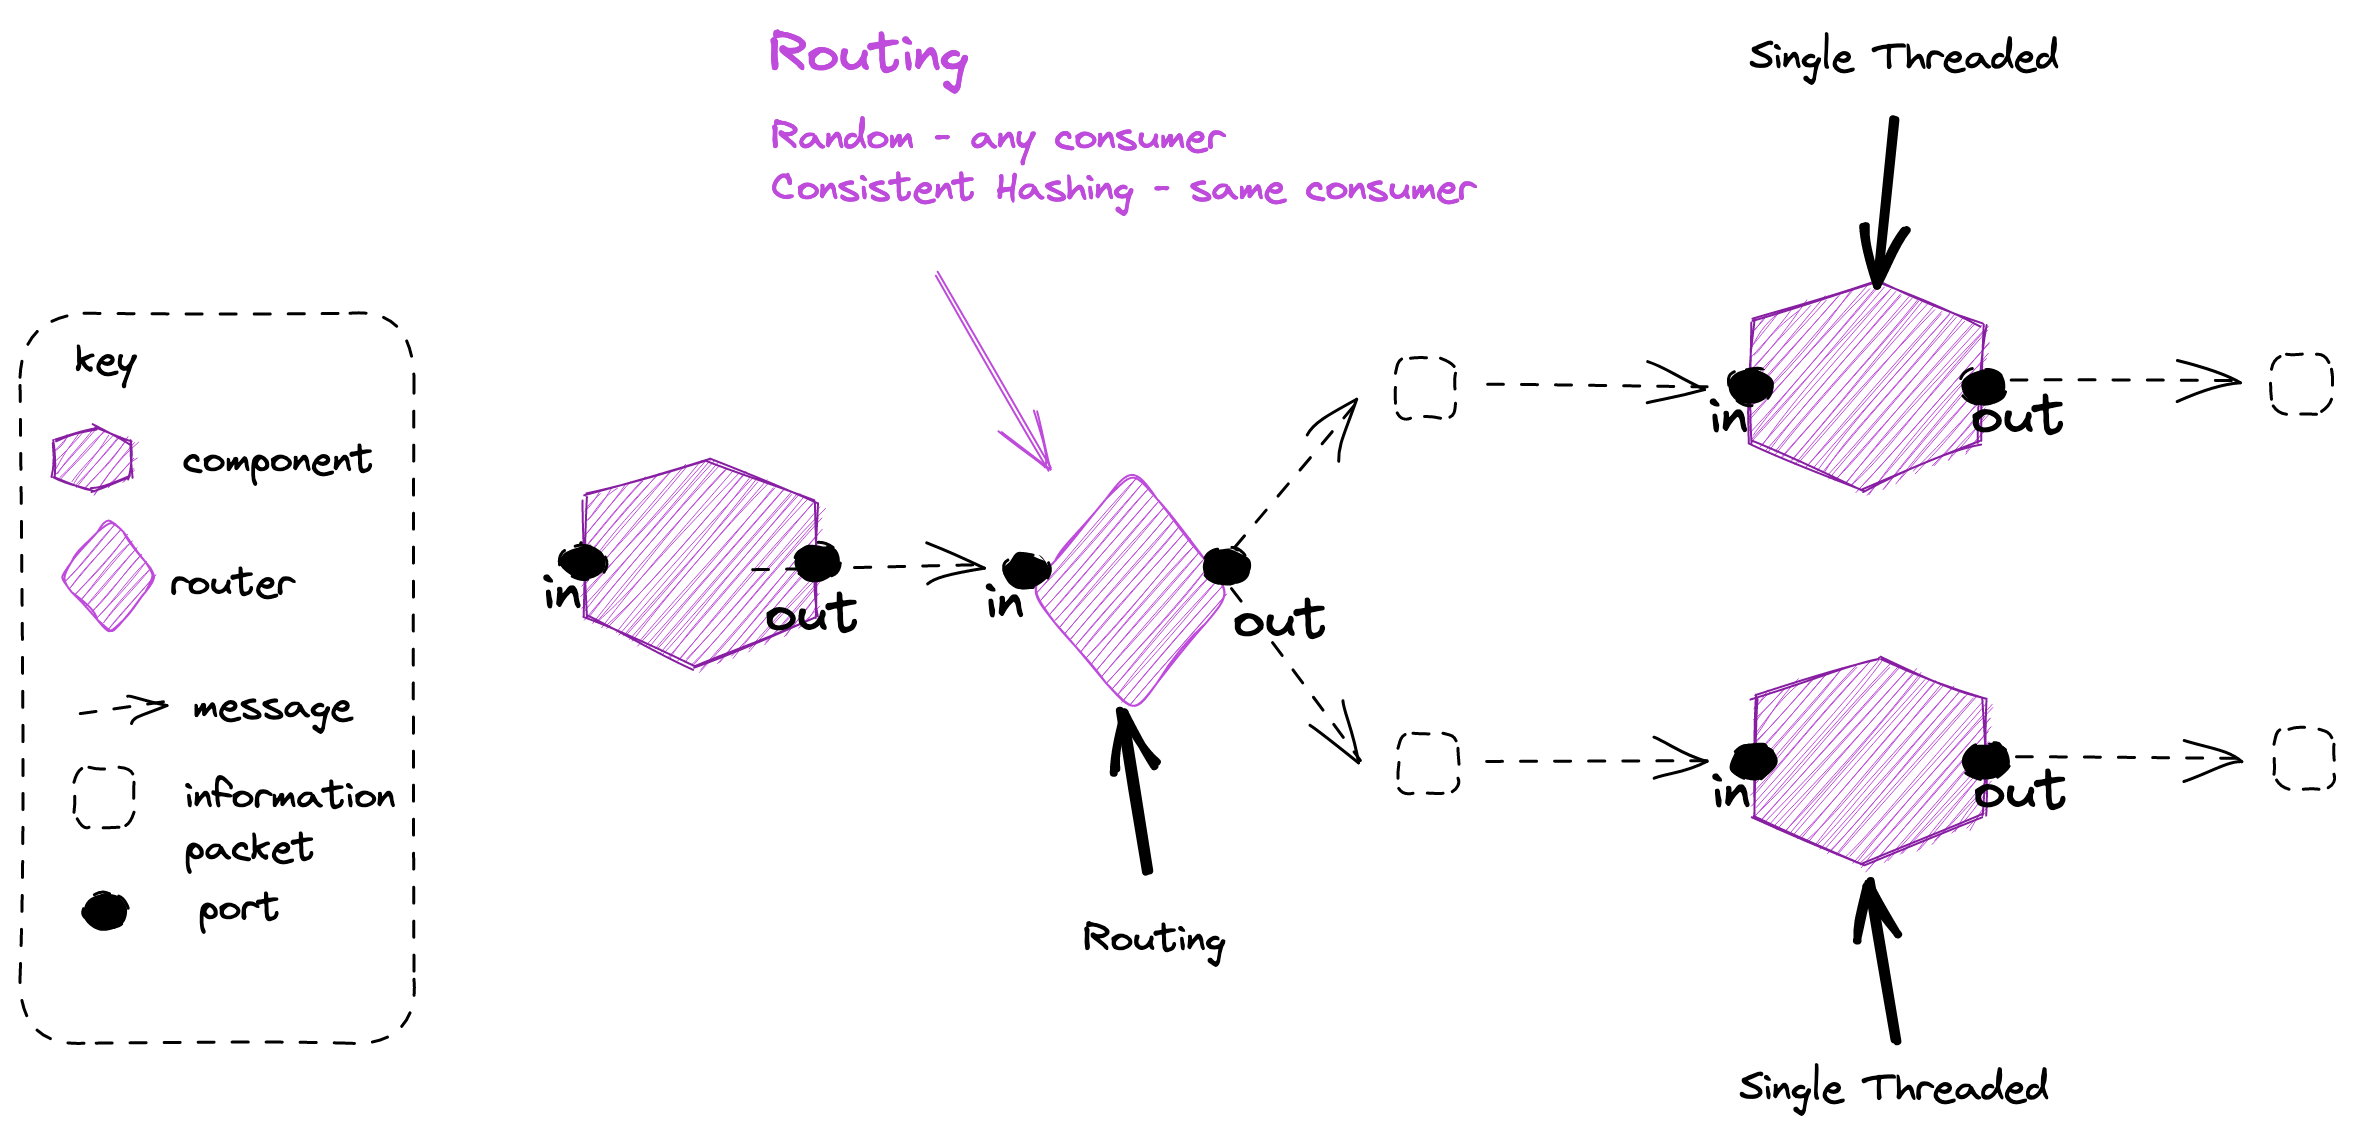 Routing
Random - any consumer
Consistent Hashing - same consumer
Single Threaded
key
component
router
message
information
packet
port
in
out
in
out
in
out
in
out
Routing
Single Threaded